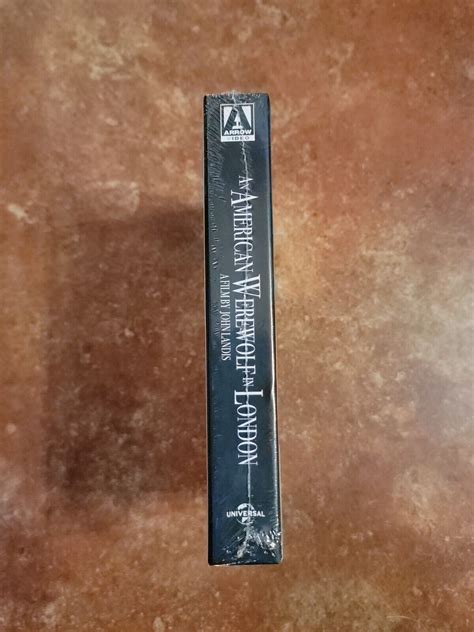 ARROW
VIDEO
AN AMERICAN WEREWOLF IN LONDON
A FILM BY JOHN LANDIS
UNIVERSAL